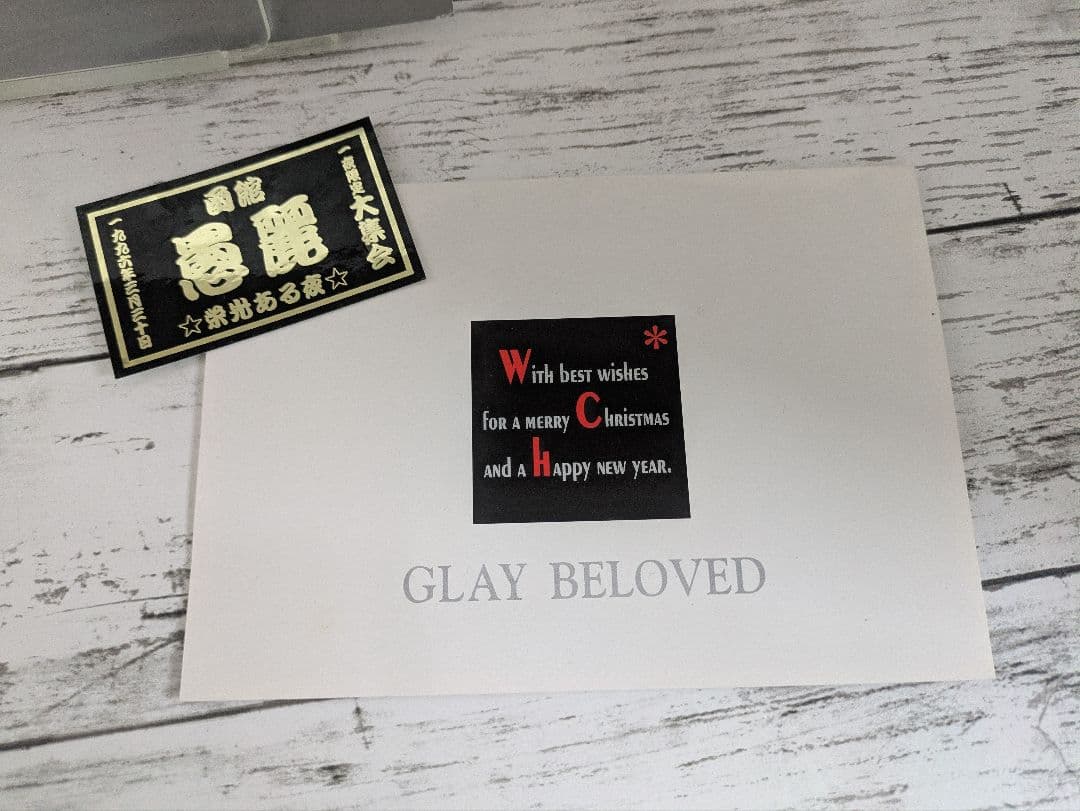 一夜限定大集会
函館
愚麗
☆栄光ある夜☆
一九九六年三月三十日
*
With best wishes
for a merry Christmas
and a happy new year.
GLAY BELOVED